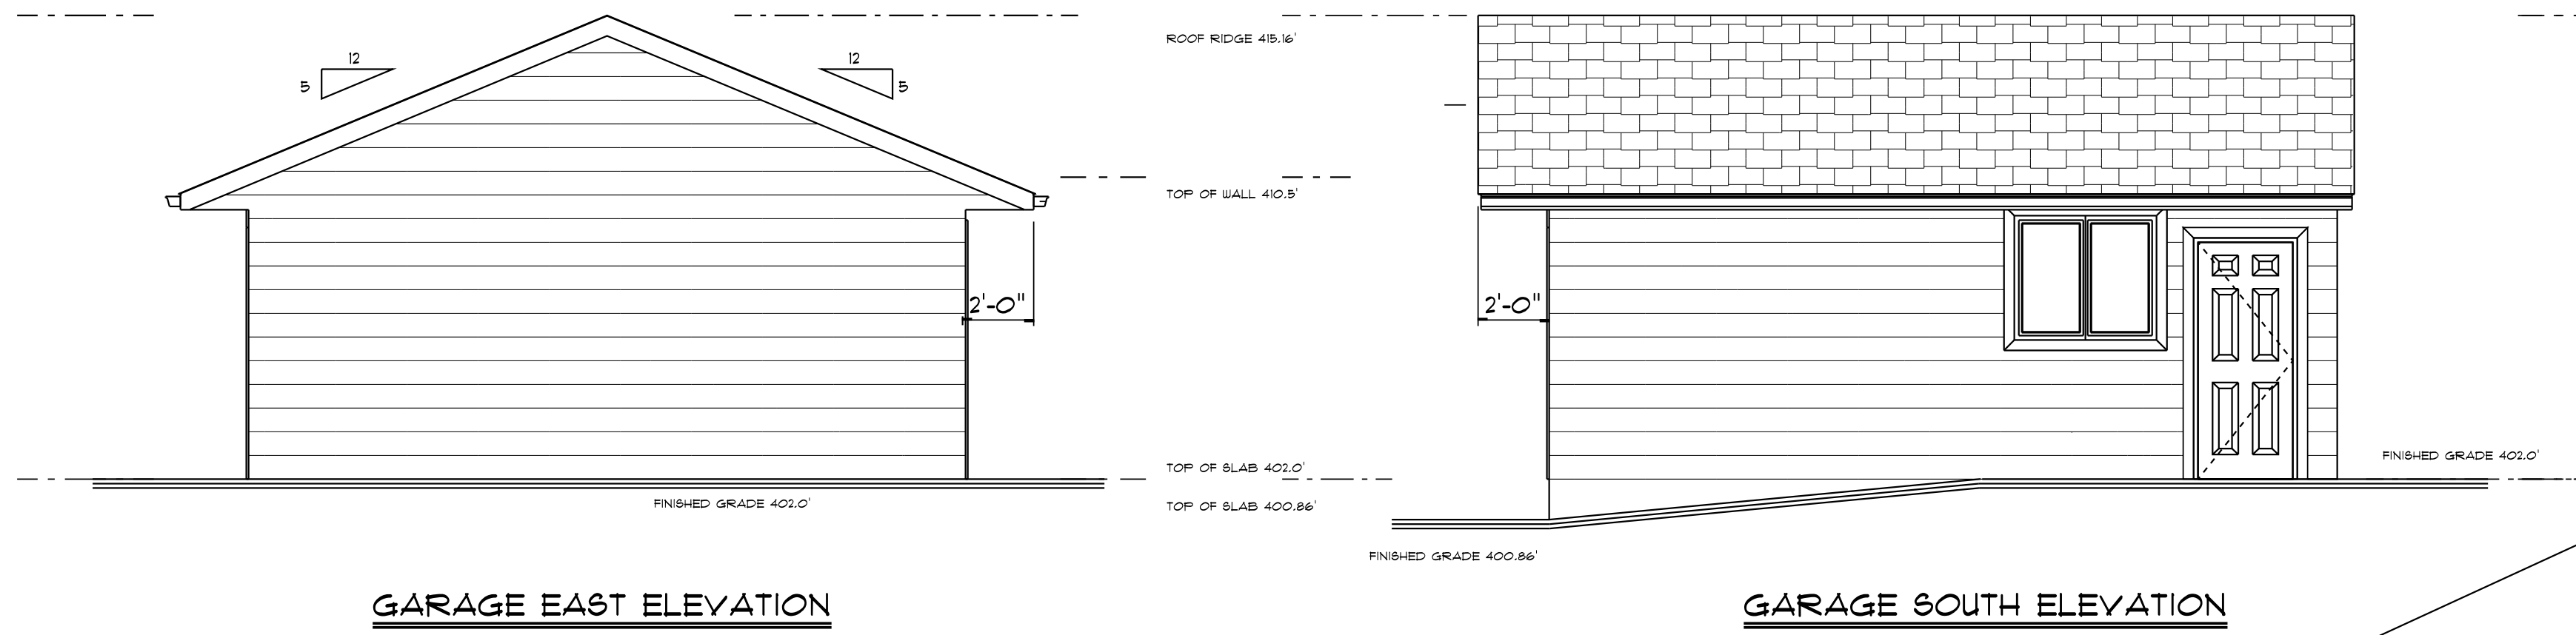 12
5
12
5
2'-0"
FINISHED GRADE 402.0'
GARAGE EAST ELEVATION
ROOF RIDGE 415.16'
TOP OF WALL 410.5'
TOP OF SLAB 402.0'
TOP OF SLAB 400.86'
2'-0"
FINISHED GRADE 402.0'
FINISHED GRADE 400.86'
GARAGE SOUTH ELEVATION